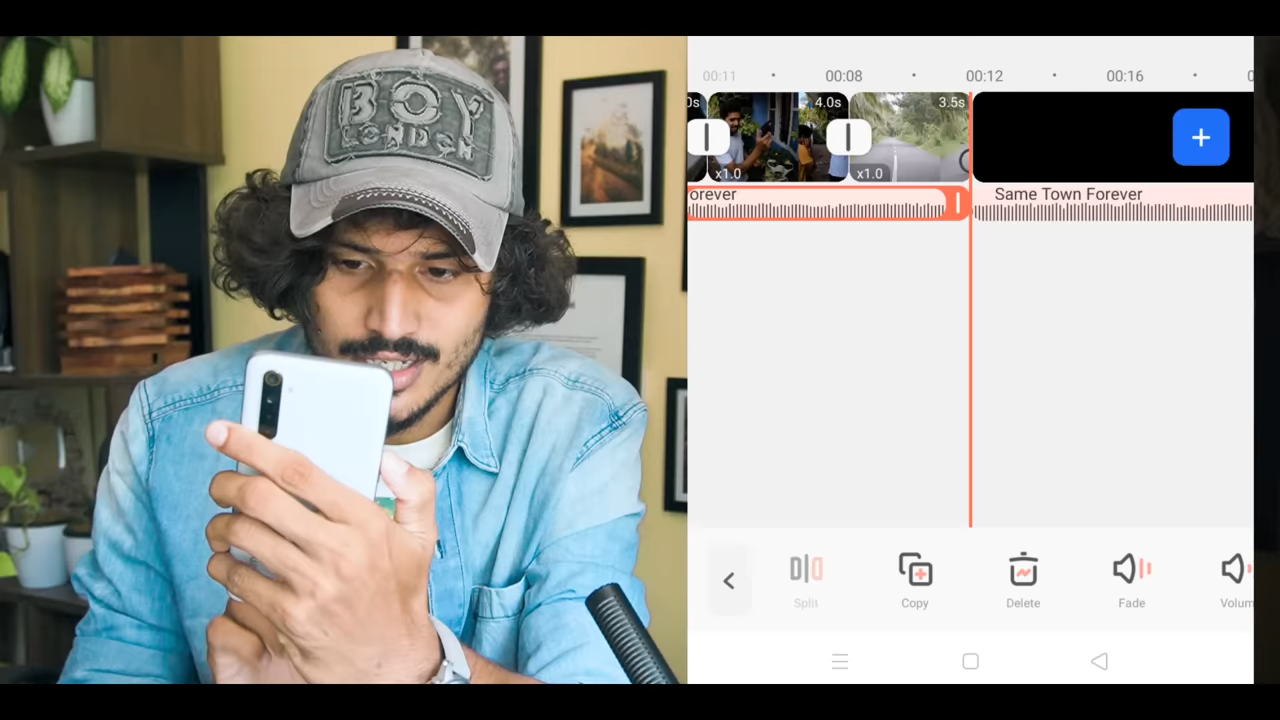 BOY
LONDON
00:11
00:08
00:12
00:16
0s
4.0s
3.5s
x1.0
x1.0
+
orever
Same Town Forever
Split
Copy
Delete
Fade
Volum